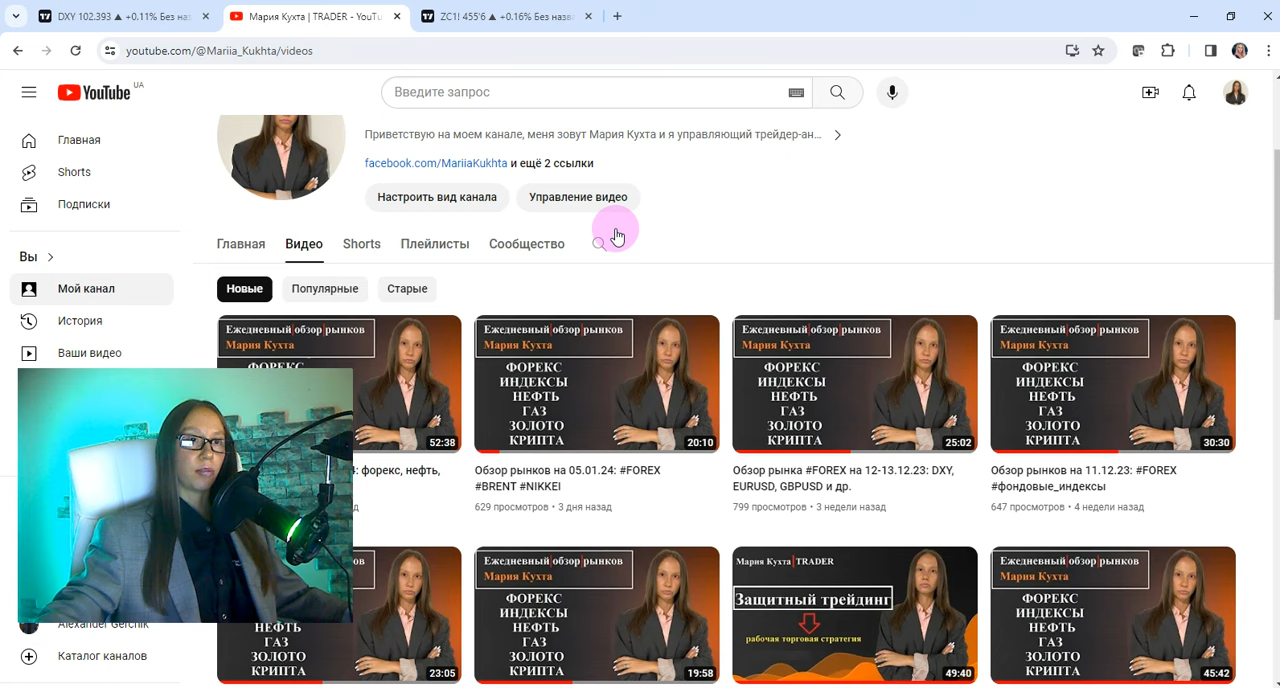 DXY 102.393 ▲ +0.11% Без наз
Мария Кухта | TRADER - YouTu
ZC1! 455'6 ▲ +0.16% Без назв
youtube.com/@Mariia_Kukhta/videos
YouTube UA
Введите запрос
Главная
Shorts
Подписки
Вы
Мой канал
История
Ваши видео
Каталог каналов
Приветствую на моем канале, меня зовут Мария Кухта и я управляющий трейдер-ан...
facebook.com/MariiaKukhta и ещё 2 ссылки
Настроить вид канала
Управление видео
Главная Видео Shorts Плейлисты Сообщество
Новые Популярные Старые
Ежедневный|обзор|рынков
Мария Кухта
ФОРЕКС
52:38
: форекс, нефть,
Ежедневный|обзор|рынков
Мария Кухта
ФОРЕКС
ИНДЕКСЫ
НЕФТЬ
ГАЗ
ЗОЛОТО
КРИПТА
20:10
Обзор рынков на 05.01.24: #FOREX
#BRENT #NIKKEI
629 просмотров • 3 дня назад
Ежедневный|обзор|рынков
Мария Кухта
ФОРЕКС
ИНДЕКСЫ
НЕФТЬ
ГАЗ
ЗОЛОТО
КРИПТА
25:02
Обзор рынка #FOREX на 12-13.12.23: DXY,
EURUSD, GBPUSD и др.
799 просмотров • 3 недели назад
Ежедневный|обзор|рынков
Мария Кухта
ФОРЕКС
ИНДЕКСЫ
НЕФТЬ
ГАЗ
ЗОЛОТО
КРИПТА
30:30
Обзор рынков на 11.12.23: #FOREX
#фондовые_индексы
647 просмотров • 4 недели назад
НЕФТЬ
ГАЗ
ЗОЛОТО
КРИПТА
23:05
Ежедневный|обзор|рынков
Мария Кухта
ФОРЕКС
ИНДЕКСЫ
НЕФТЬ
ГАЗ
ЗОЛОТО
КРИПТА
19:58
Мария Кухта|TRADER
Защитный трейдинг
рабочая торговая стратегия
49:40
Ежедневный|обзор|рынков
Мария Кухта
ФОРЕКС
ИНДЕКСЫ
НЕФТЬ
ГАЗ
ЗОЛОТО
КРИПТА
45:42